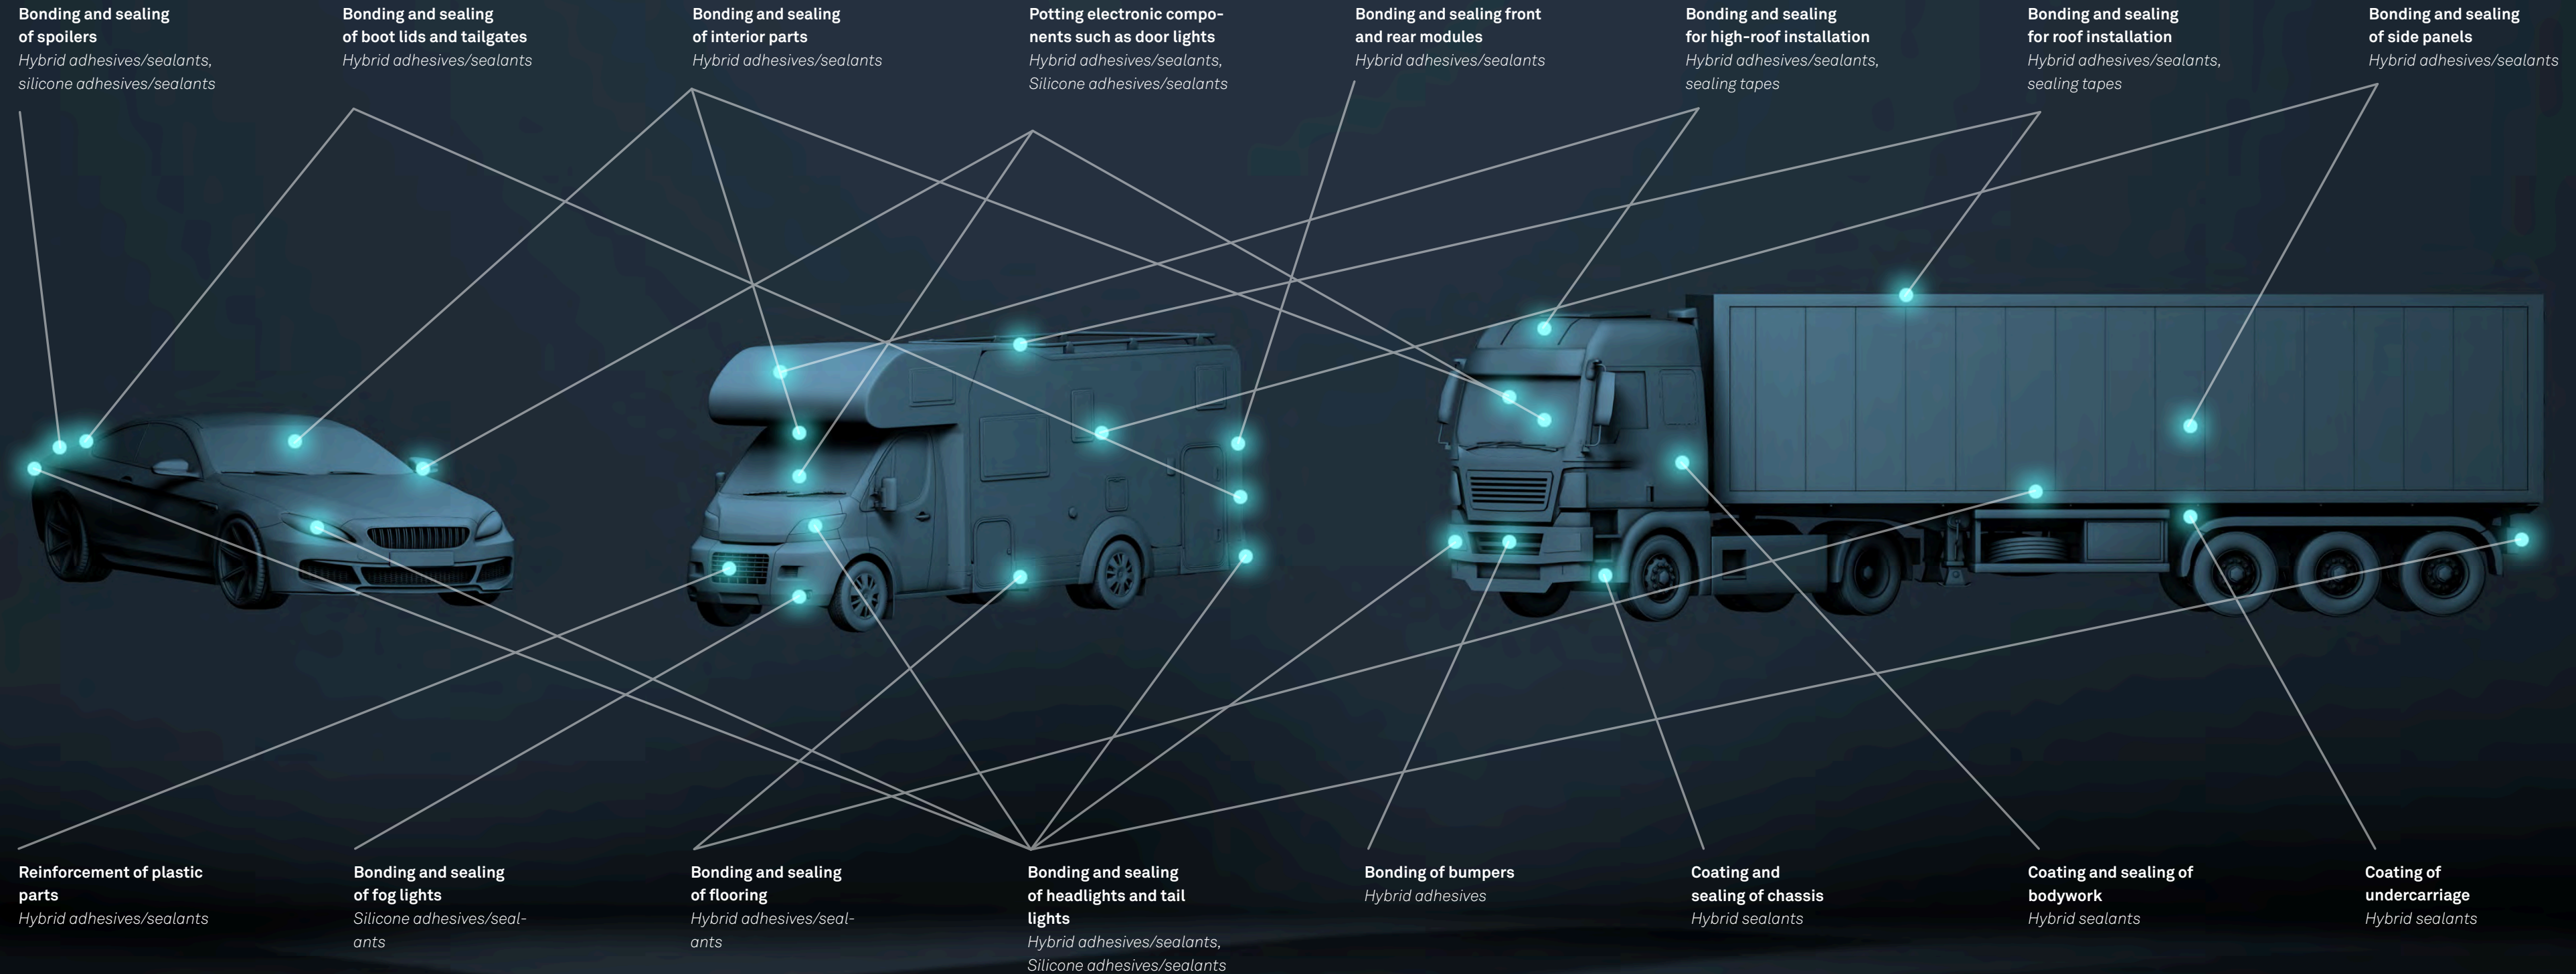 Bonding and sealing
of spoilers
Hybrid adhesives/sealants,
silicone adhesives/sealants
Bonding and sealing
of boot lids and tailgates
Hybrid adhesives/sealants
Bonding and sealing
of interior parts
Hybrid adhesives/sealants
Potting electronic compo-
nents such as door lights
Hybrid adhesives/sealants,
Silicone adhesives/sealants
Bonding and sealing front
and rear modules
Hybrid adhesives/sealants
Bonding and sealing
for high-roof installation
Hybrid adhesives/sealants,
sealing tapes
Bonding and sealing
for roof installation
Hybrid adhesives/sealants,
sealing tapes
Bonding and sealing
of side panels
Hybrid adhesives/sealants
Reinforcement of plastic
parts
Hybrid adhesives/sealants
Bonding and sealing
of fog lights
Silicone adhesives/seal-
ants
Bonding and sealing
of flooring
Hybrid adhesives/seal-
ants
Bonding and sealing
of headlights and tail
lights
Hybrid adhesives/sealants,
Silicone adhesives/sealants
Bonding of bumpers
Hybrid adhesives
Coating and
sealing of chassis
Hybrid sealants
Coating and sealing of
bodywork
Hybrid sealants
Coating of
undercarriage
Hybrid sealants